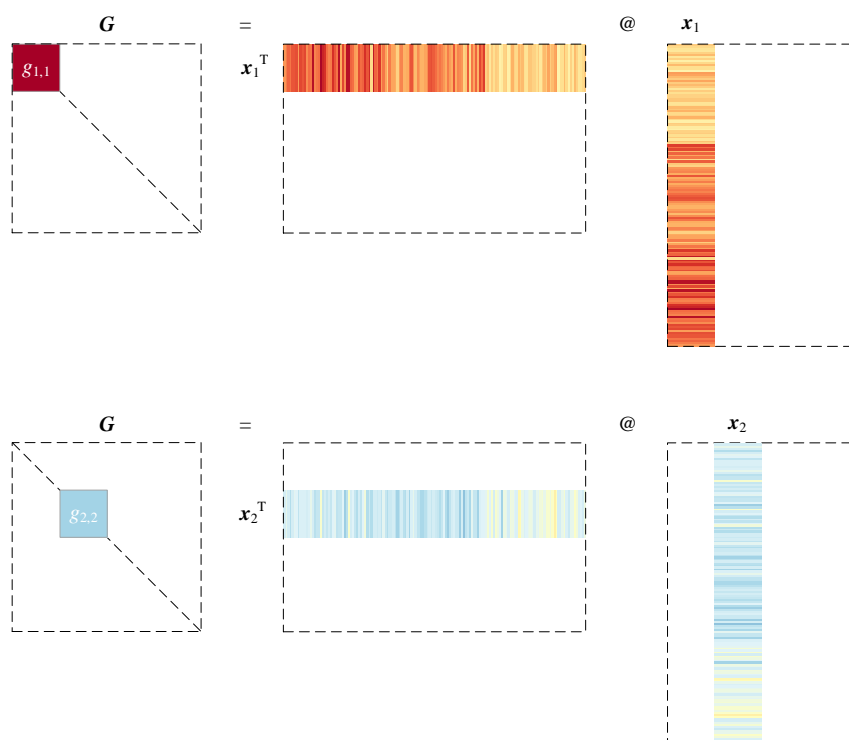 G = @ x₁
g₁,₁ x₁ᵀ
G = @ x₂
g₂,₂ x₂ᵀ